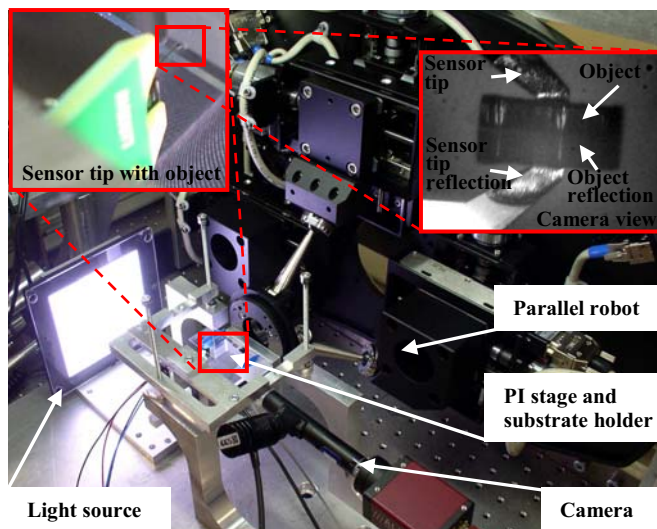 Sensor
tip
Object
Sensor
tip
reflection
Object
reflection
Camera view
Sensor tip with object
Parallel robot
PI stage and
substrate holder
Light source
Camera